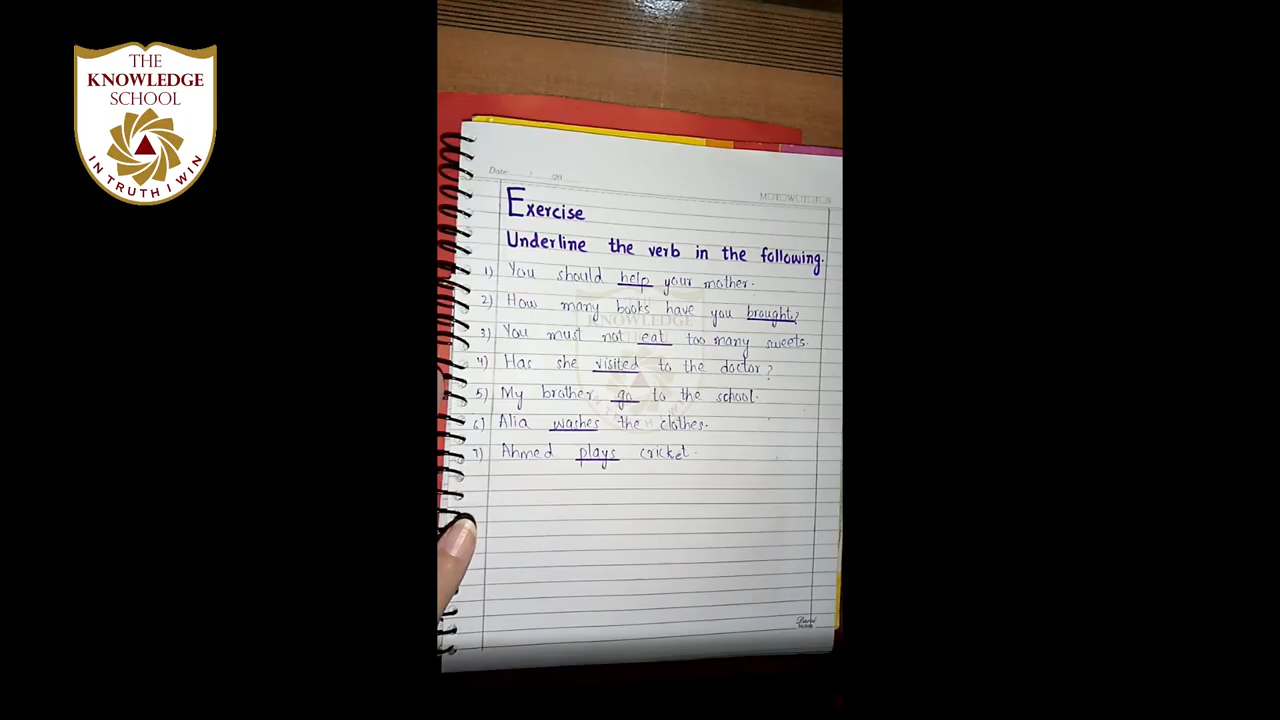 THE
KNOWLEDGE
SCHOOL
IN TRUTH I WIN
Date:
Exercise
Underline the verb in the following.
1) You should help your mother.
2) How many books have you brought?
3) You must not eat too many sweets.
4) Has she visited to the doctor?
5) My brother go to the school.
6) Alia washes the clothes.
7) Ahmed plays cricket.